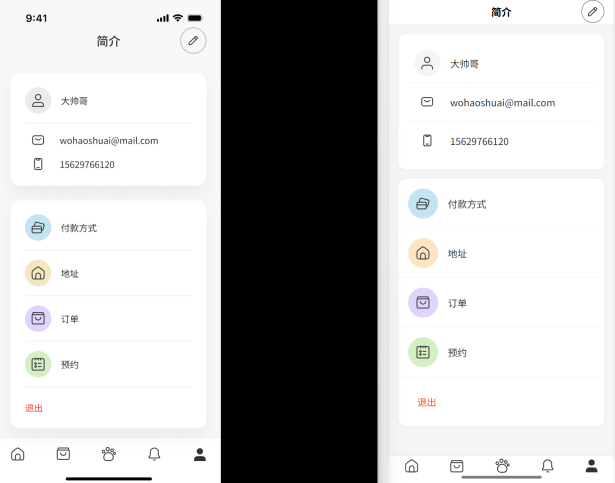 9:41
简介
大帅哥
wohaoshuai@mail.com
15629766120
付款方式
地址
订单
预约
退出
简介
大帅哥
wohaoshuai@mail.com
15629766120
付款方式
地址
订单
预约
退出